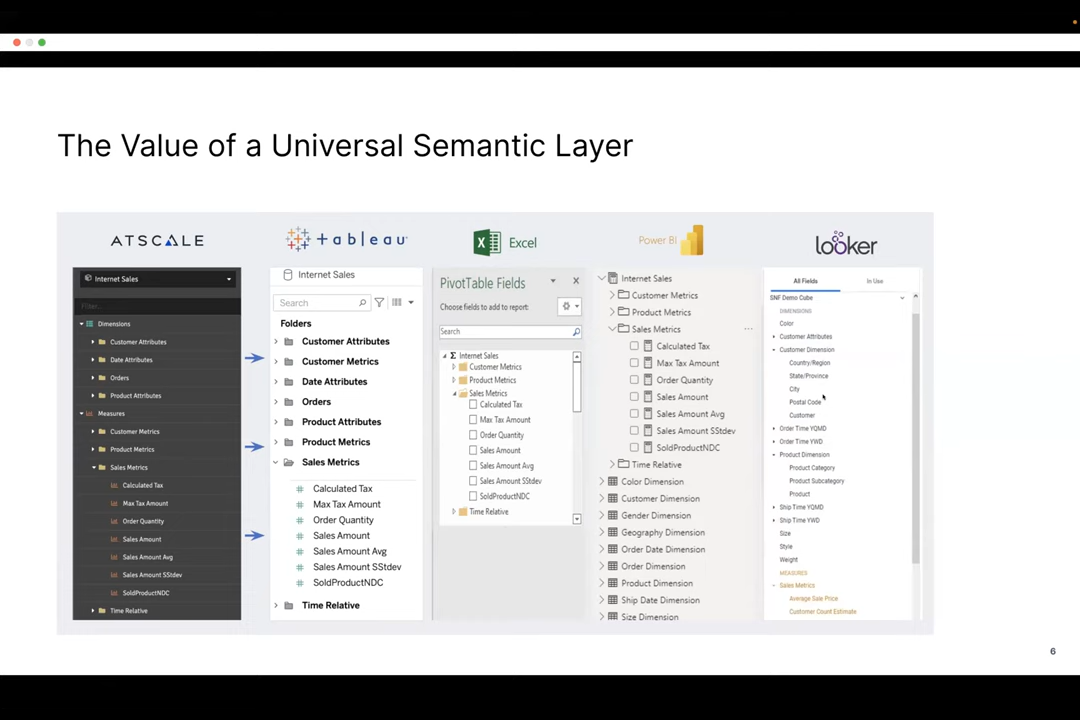 The Value of a Universal Semantic Layer
ATSCALE
Internet Sales
Filter...
Dimensions
Customer Attributes
Date Attributes
Orders
Product Attributes
Measures
Customer Metrics
Product Metrics
Sales Metrics
Calculated Tax
Max Tax Amount
Order Quantity
Sales Amount
Sales Amount Avg
Sales Amount SStdev
SoldProductNDC
Time Relative
+ a b l e a u
Internet Sales
Search
Folders
Customer Attributes
Customer Metrics
Date Attributes
Orders
Product Attributes
Product Metrics
Sales Metrics
Calculated Tax
Max Tax Amount
Order Quantity
Sales Amount
Sales Amount Avg
Sales Amount SStdev
SoldProductNDC
Time Relative
Excel
PivotTable Fields
Choose fields to add to report:
Search
Σ Internet Sales
Customer Metrics
Product Metrics
Sales Metrics
Calculated Tax
Max Tax Amount
Order Quantity
Sales Amount
Sales Amount Avg
Sales Amount SStdev
SoldProductNDC
Time Relative
Power BI
Internet Sales
Customer Metrics
Product Metrics
Sales Metrics
Calculated Tax
Max Tax Amount
Order Quantity
Sales Amount
Sales Amount Avg
Sales Amount SStdev
SoldProductNDC
Time Relative
Color Dimension
Customer Dimension
Gender Dimension
Geography Dimension
Order Date Dimension
Order Dimension
Product Dimension
Ship Date Dimension
Size Dimension
looker
All Fields In Use
SNF Demo Cube
DIMENSIONS
Color
Customer Attributes
Customer Dimension
Country/Region
State/Province
City
Postal Code
Customer
Order Time YQMD
Order Time YWD
Product Dimension
Product Category
Product Subcategory
Product
Ship Time YQMD
Ship Time YWD
Size
Style
Weight
MEASURES
Sales Metrics
Average Sale Price
Customer Count Estimate
6